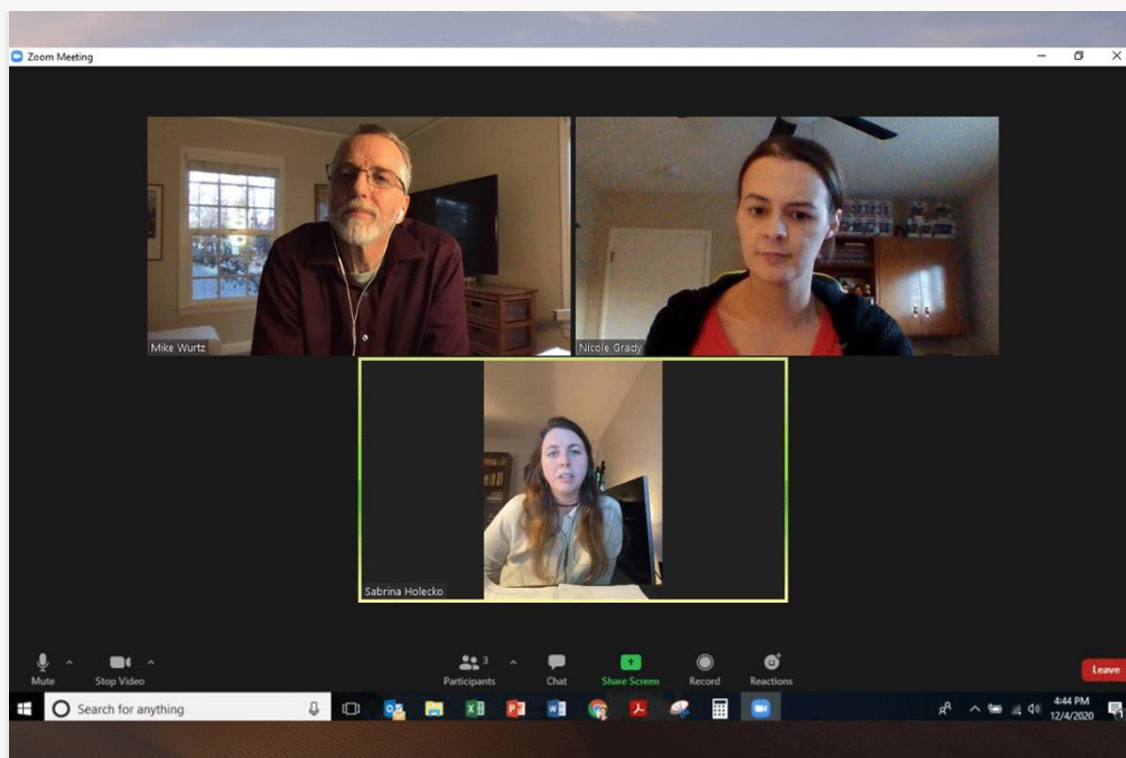 Zoom Meeting
Mike Wurtz
Nicole Grady
Sabrina Holecko
Mute
Stop Video
Participants
3
Chat
Share Screen
Record
Reactions
Leave
Search for anything
4:44 PM
12/4/2020